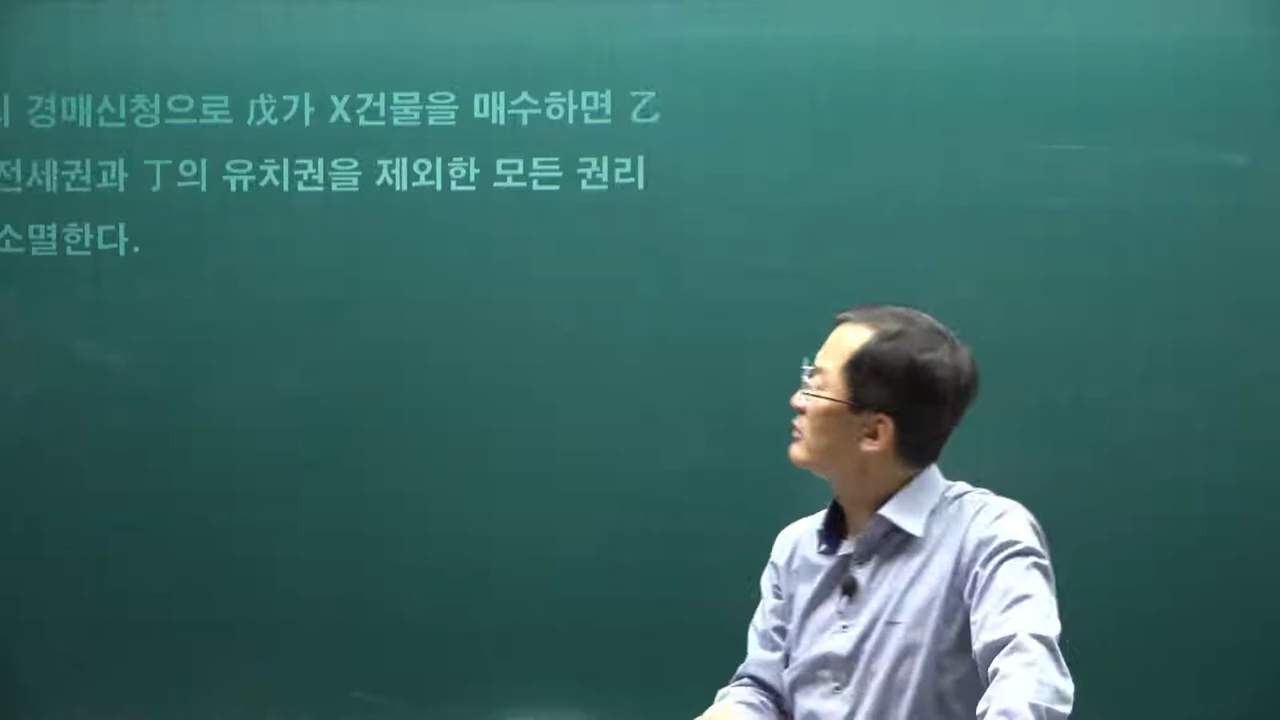 경매신청으로 戊가 X건물을 매수하면 乙
전세권과 丁의 유치권을 제외한 모든 권리
소멸한다.